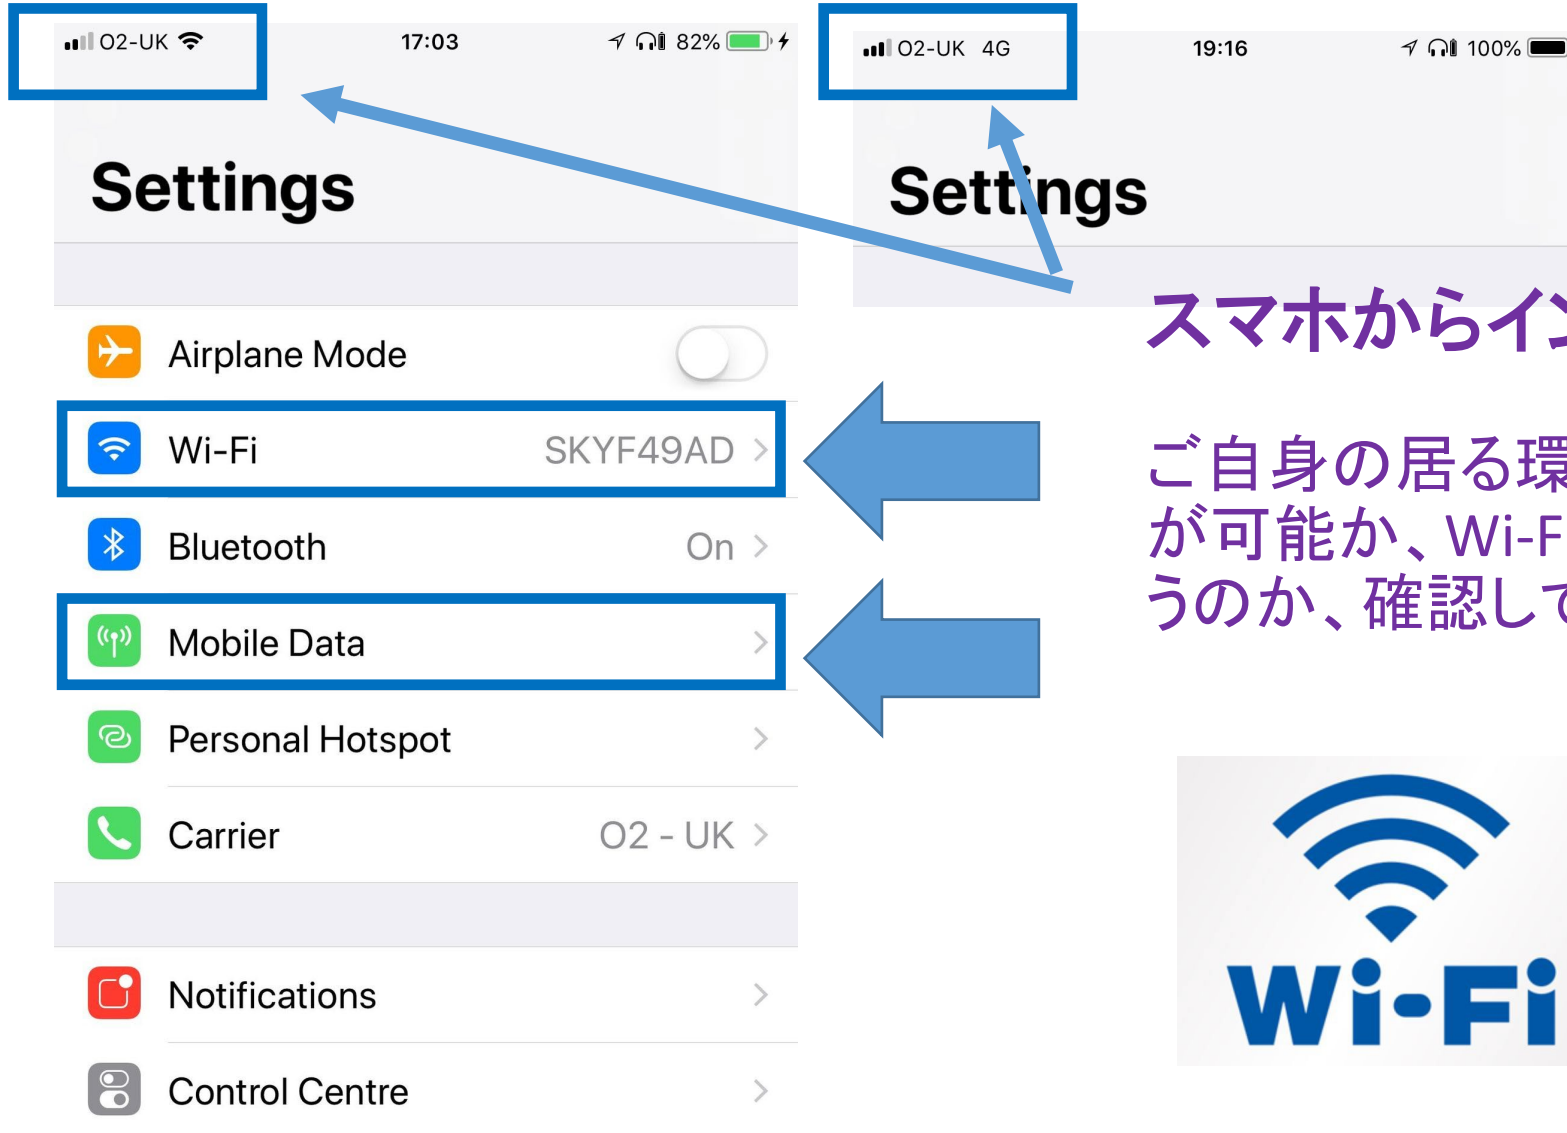 O2-UK
17:03
82%
Settings
Airplane Mode
Wi-Fi SKYF49AD
Bluetooth On
Mobile Data
Personal Hotspot
Carrier O2 - UK
Notifications
Control Centre
O2-UK 4G
19:16
100%
Settings
スマホからイン
ご自身の居る環
が可能か、Wi-F
うのか、確認して
Wi-Fi